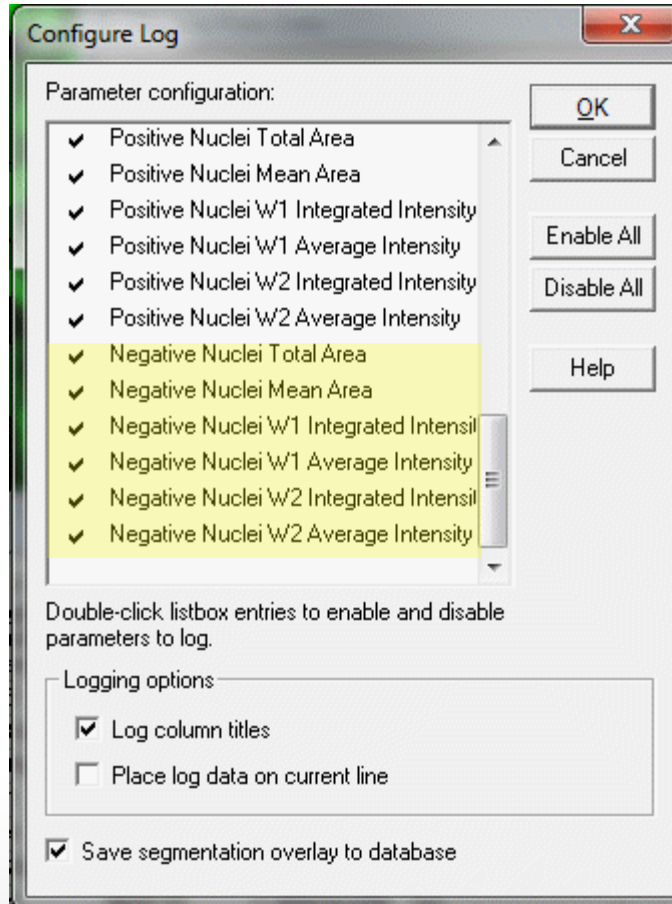 Configure Log
Parameter configuration:
Positive Nuclei Total Area
Positive Nuclei Mean Area
Positive Nuclei W1 Integrated Intensity
Positive Nuclei W1 Average Intensity
Positive Nuclei W2 Integrated Intensity
Positive Nuclei W2 Average Intensity
Negative Nuclei Total Area
Negative Nuclei Mean Area
Negative Nuclei W1 Integrated Intensit
Negative Nuclei W1 Average Intensity
Negative Nuclei W2 Integrated Intensit
Negative Nuclei W2 Average Intensity
OK
Cancel
Enable All
Disable All
Help
Double-click listbox entries to enable and disable
parameters to log.
Logging options
Log column titles
Place log data on current line
Save segmentation overlay to database